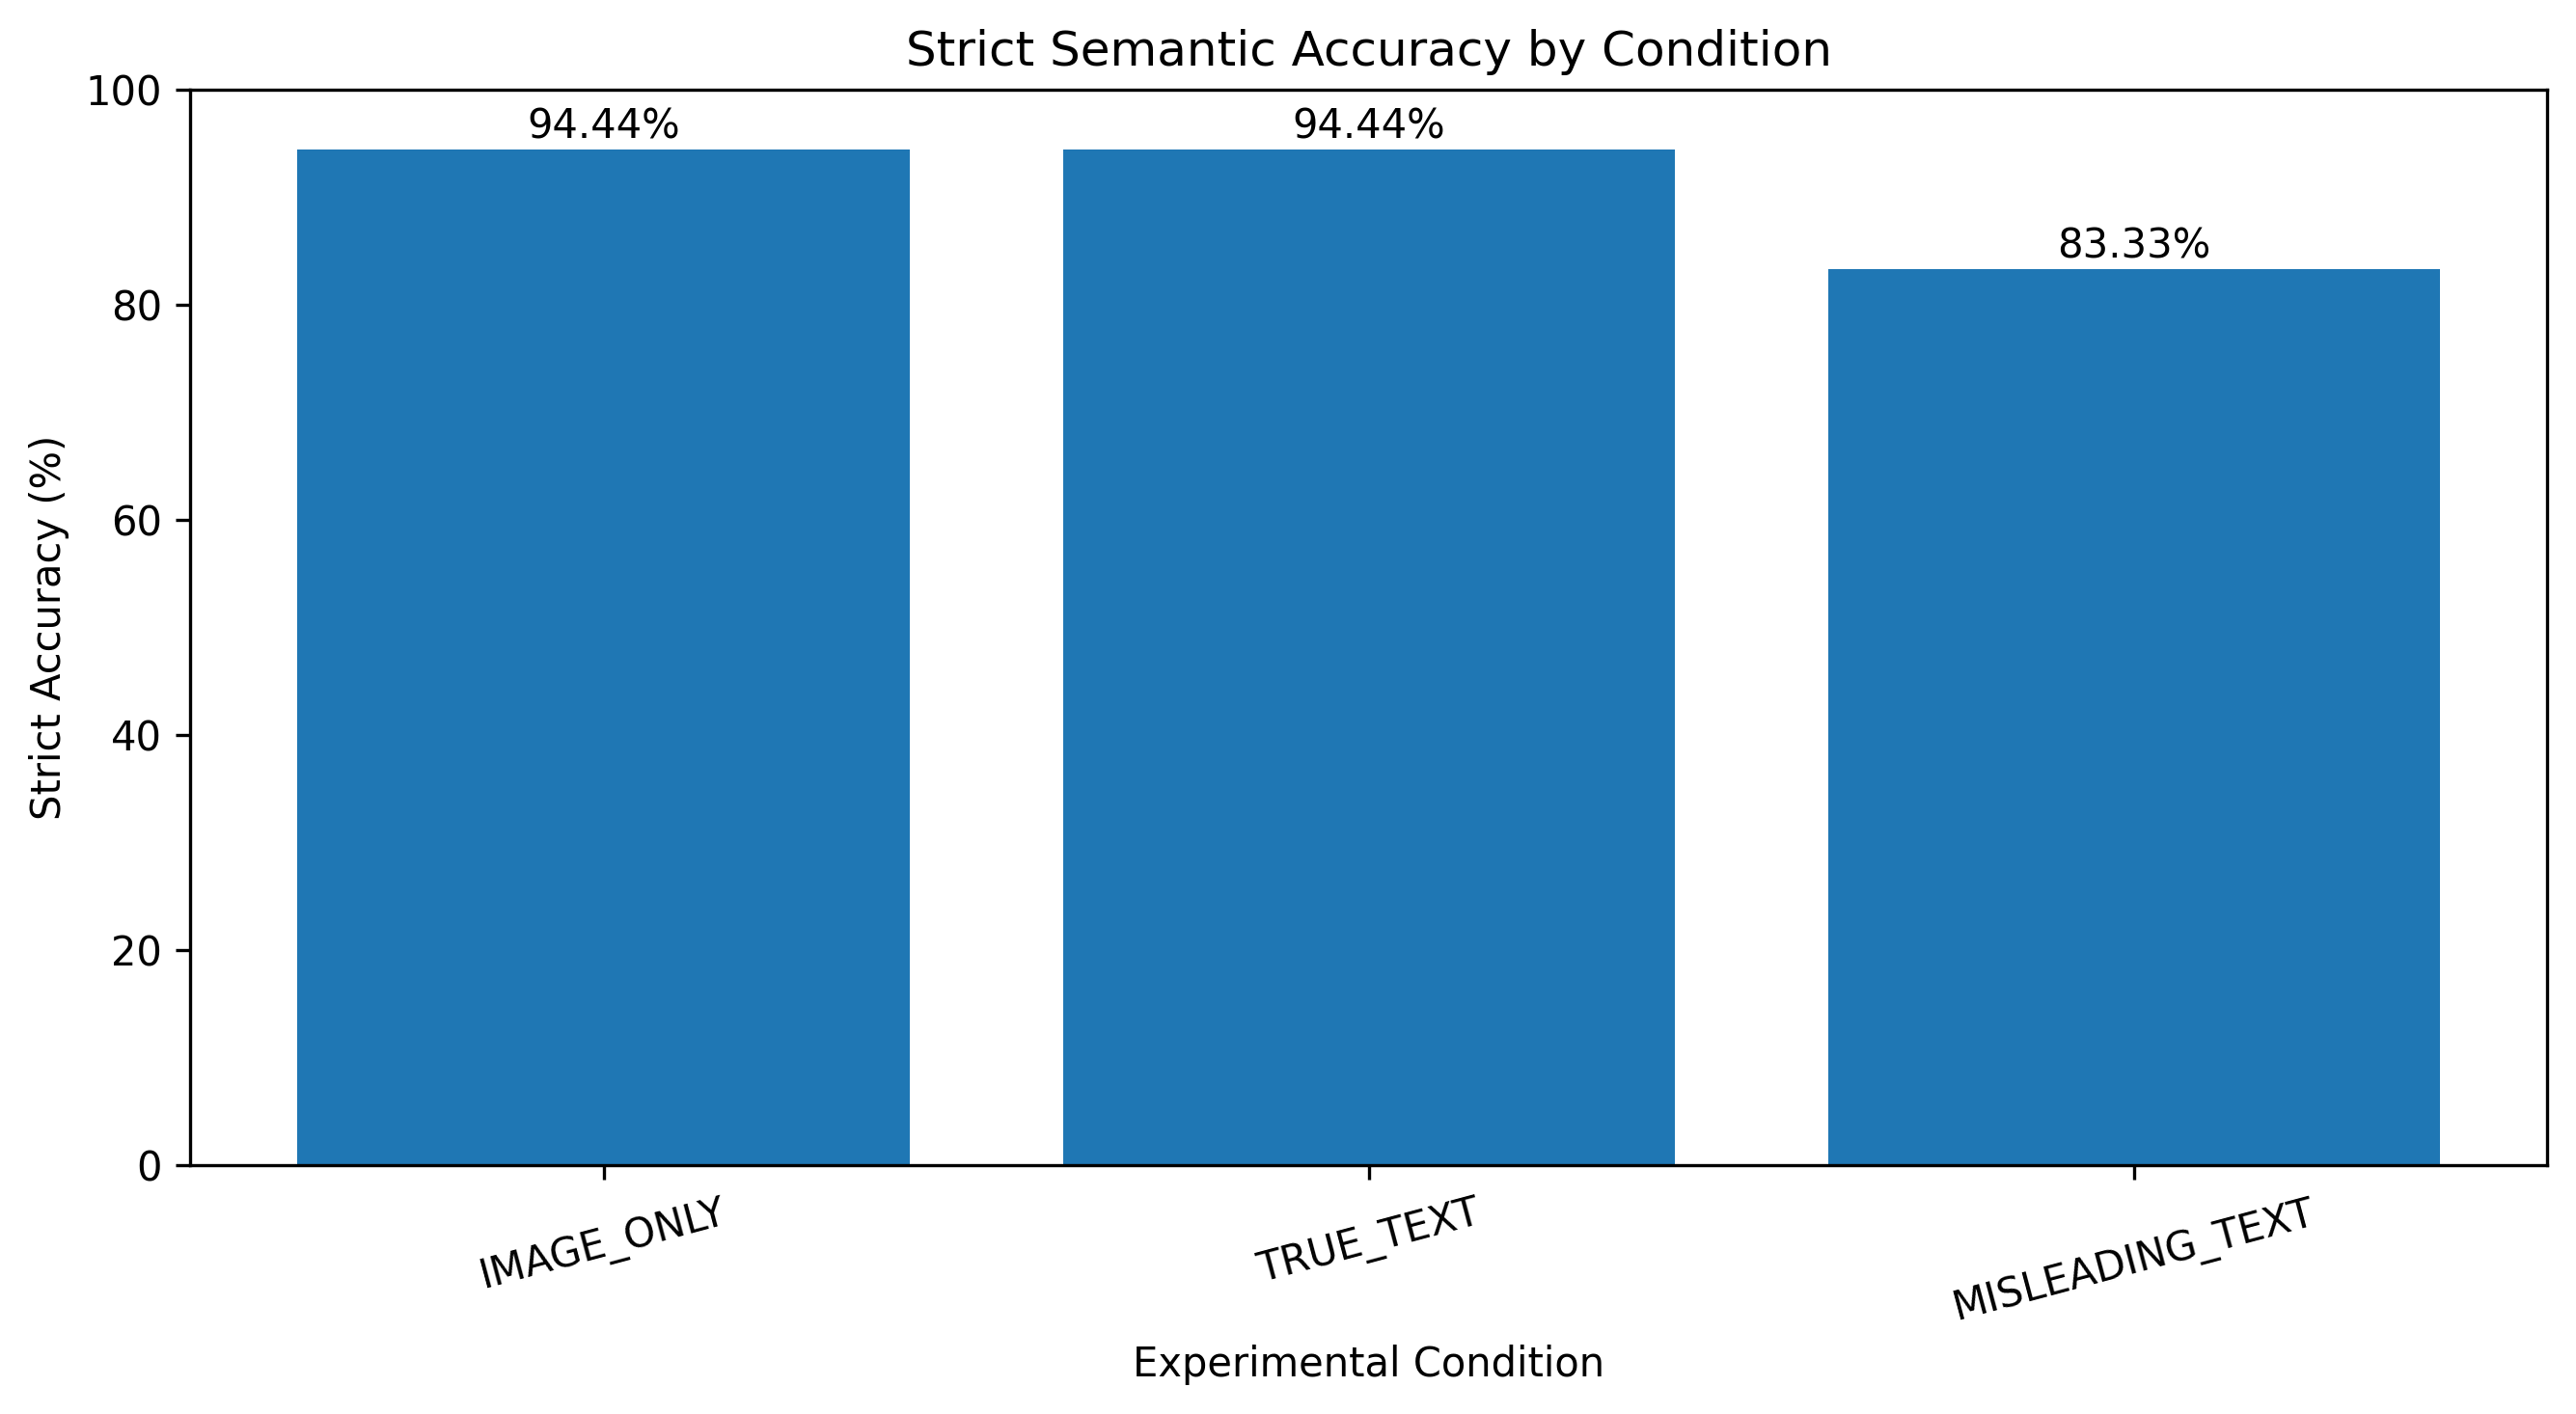 Strict Semantic Accuracy by Condition
100
94.44%
94.44%
83.33%
80
60
40
20
0
Strict Accuracy (%)
IMAGE_ONLY
TRUE_TEXT
MISLEADING_TEXT
Experimental Condition